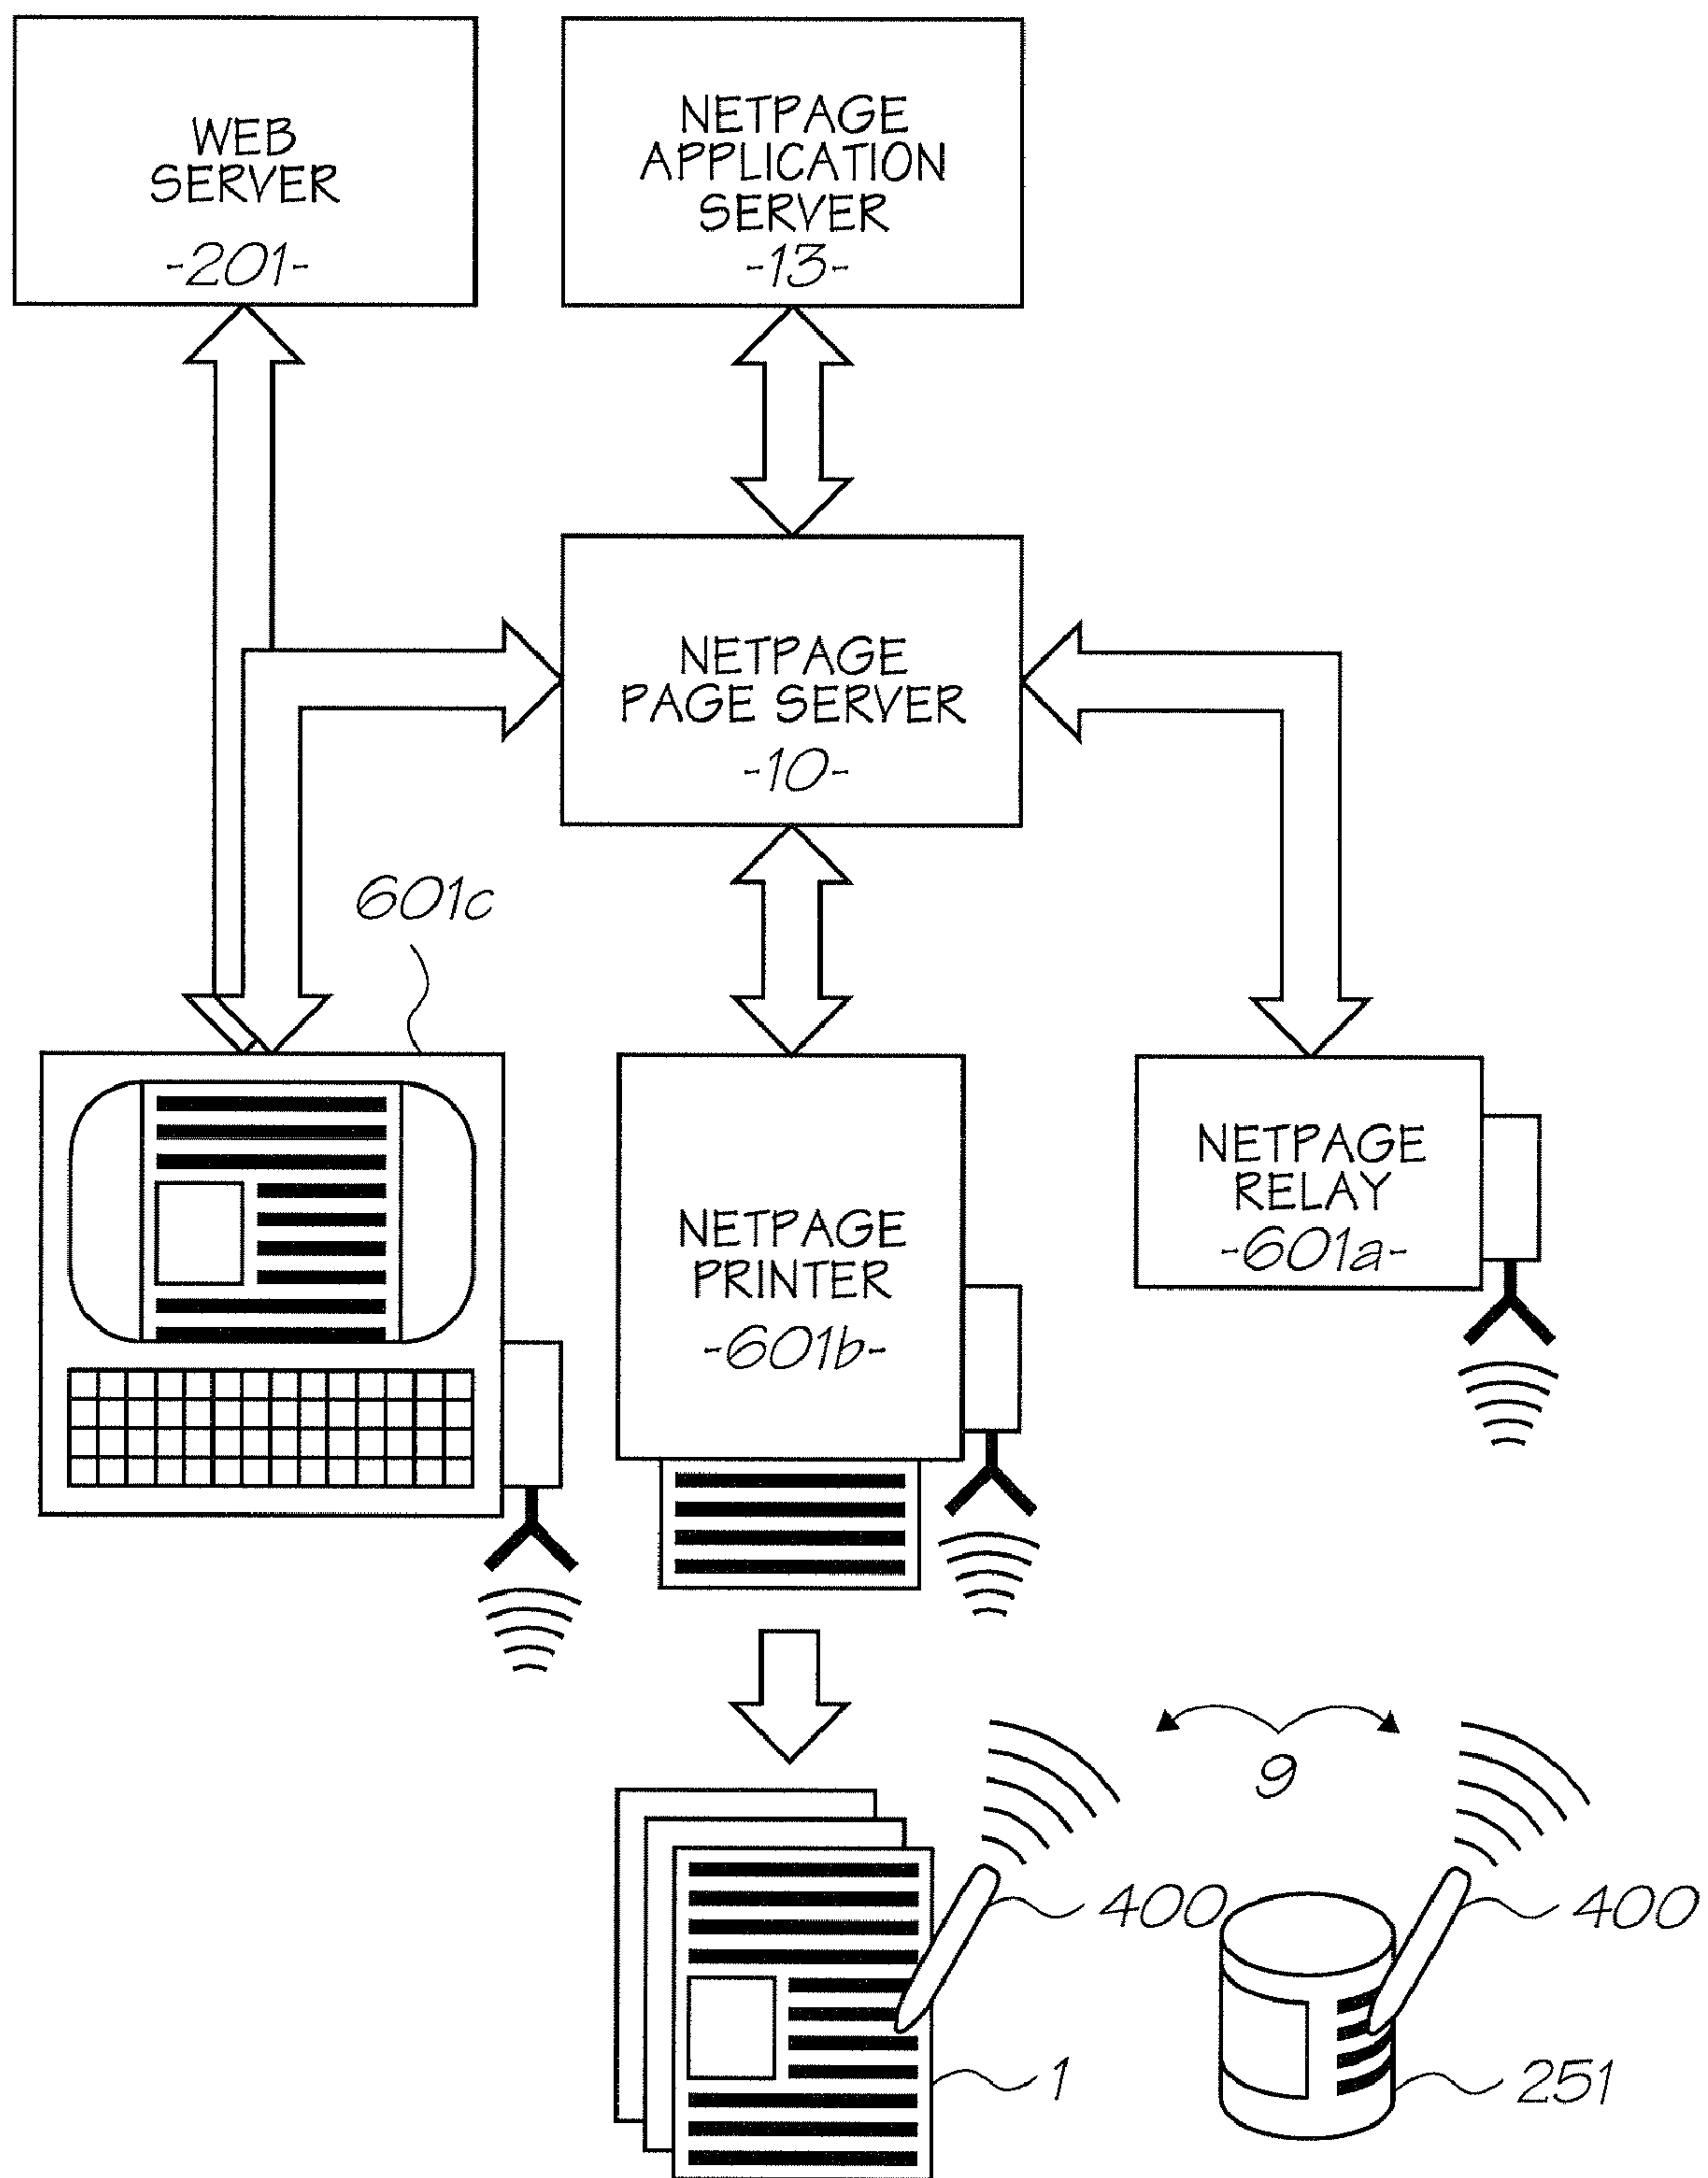 WEB
SERVER
-201-
NETPAGE
APPLICATION
SERVER
-13-
NETPAGE
PAGE SERVER
-10-
601c
NETPAGE
PRINTER
-601b-
NETPAGE
RELAY
-601a-
9
400
400
1
251